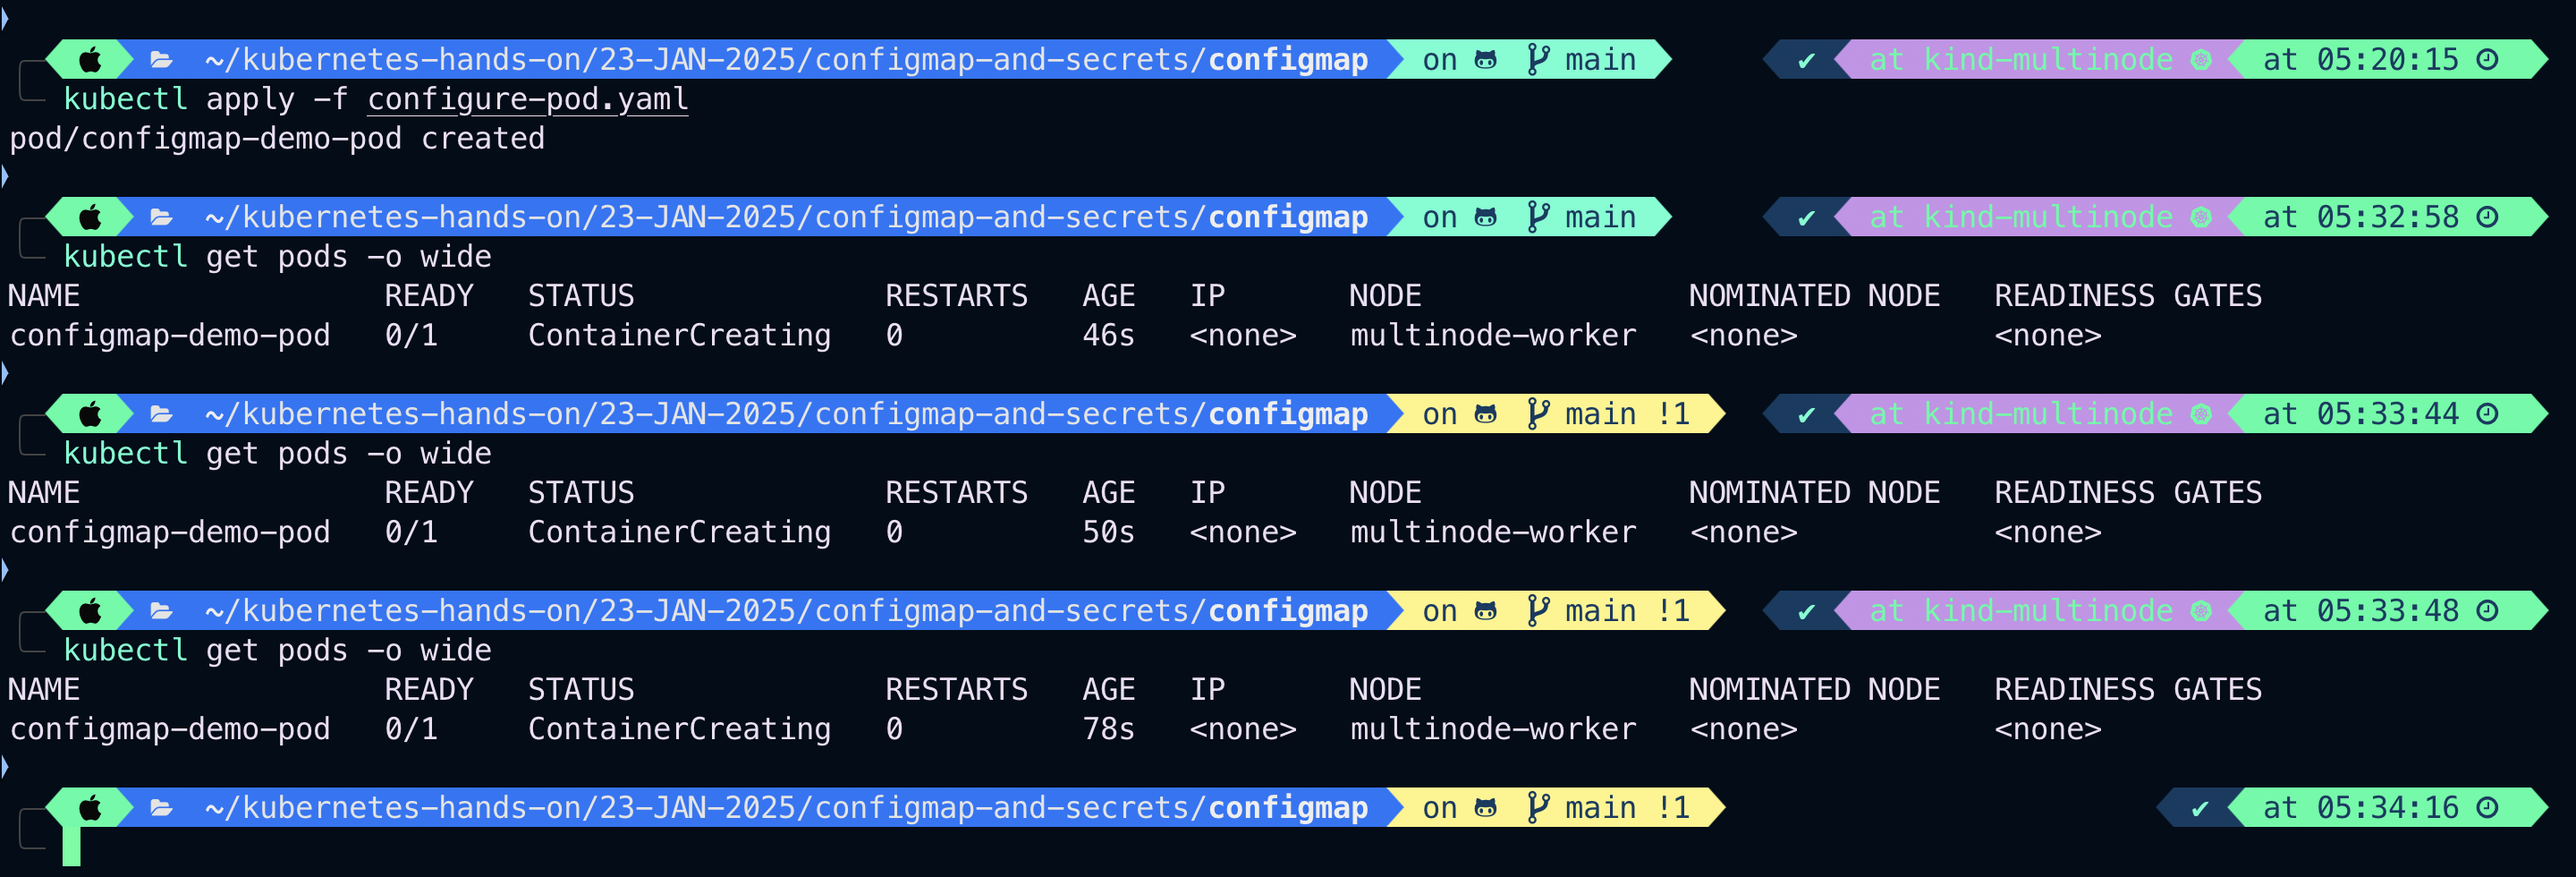 ~/kubernetes-hands-on/23-JAN-2025/configmap-and-secrets/configmap on main ✔ at kind-multinode at 05:20:15
kubectl apply -f configure-pod.yaml
pod/configmap-demo-pod created
~/kubernetes-hands-on/23-JAN-2025/configmap-and-secrets/configmap on main ✔ at kind-multinode at 05:32:58
kubectl get pods -o wide
NAME READY STATUS RESTARTS AGE IP NODE NOMINATED NODE READINESS GATES
configmap-demo-pod 0/1 ContainerCreating 0 46s <none> multinode-worker <none> <none>
~/kubernetes-hands-on/23-JAN-2025/configmap-and-secrets/configmap on main !1 ✔ at kind-multinode at 05:33:44
kubectl get pods -o wide
NAME READY STATUS RESTARTS AGE IP NODE NOMINATED NODE READINESS GATES
configmap-demo-pod 0/1 ContainerCreating 0 50s <none> multinode-worker <none> <none>
~/kubernetes-hands-on/23-JAN-2025/configmap-and-secrets/configmap on main !1 ✔ at kind-multinode at 05:33:48
kubectl get pods -o wide
NAME READY STATUS RESTARTS AGE IP NODE NOMINATED NODE READINESS GATES
configmap-demo-pod 0/1 ContainerCreating 0 78s <none> multinode-worker <none> <none>
~/kubernetes-hands-on/23-JAN-2025/configmap-and-secrets/configmap on main !1 ✔ at 05:34:16